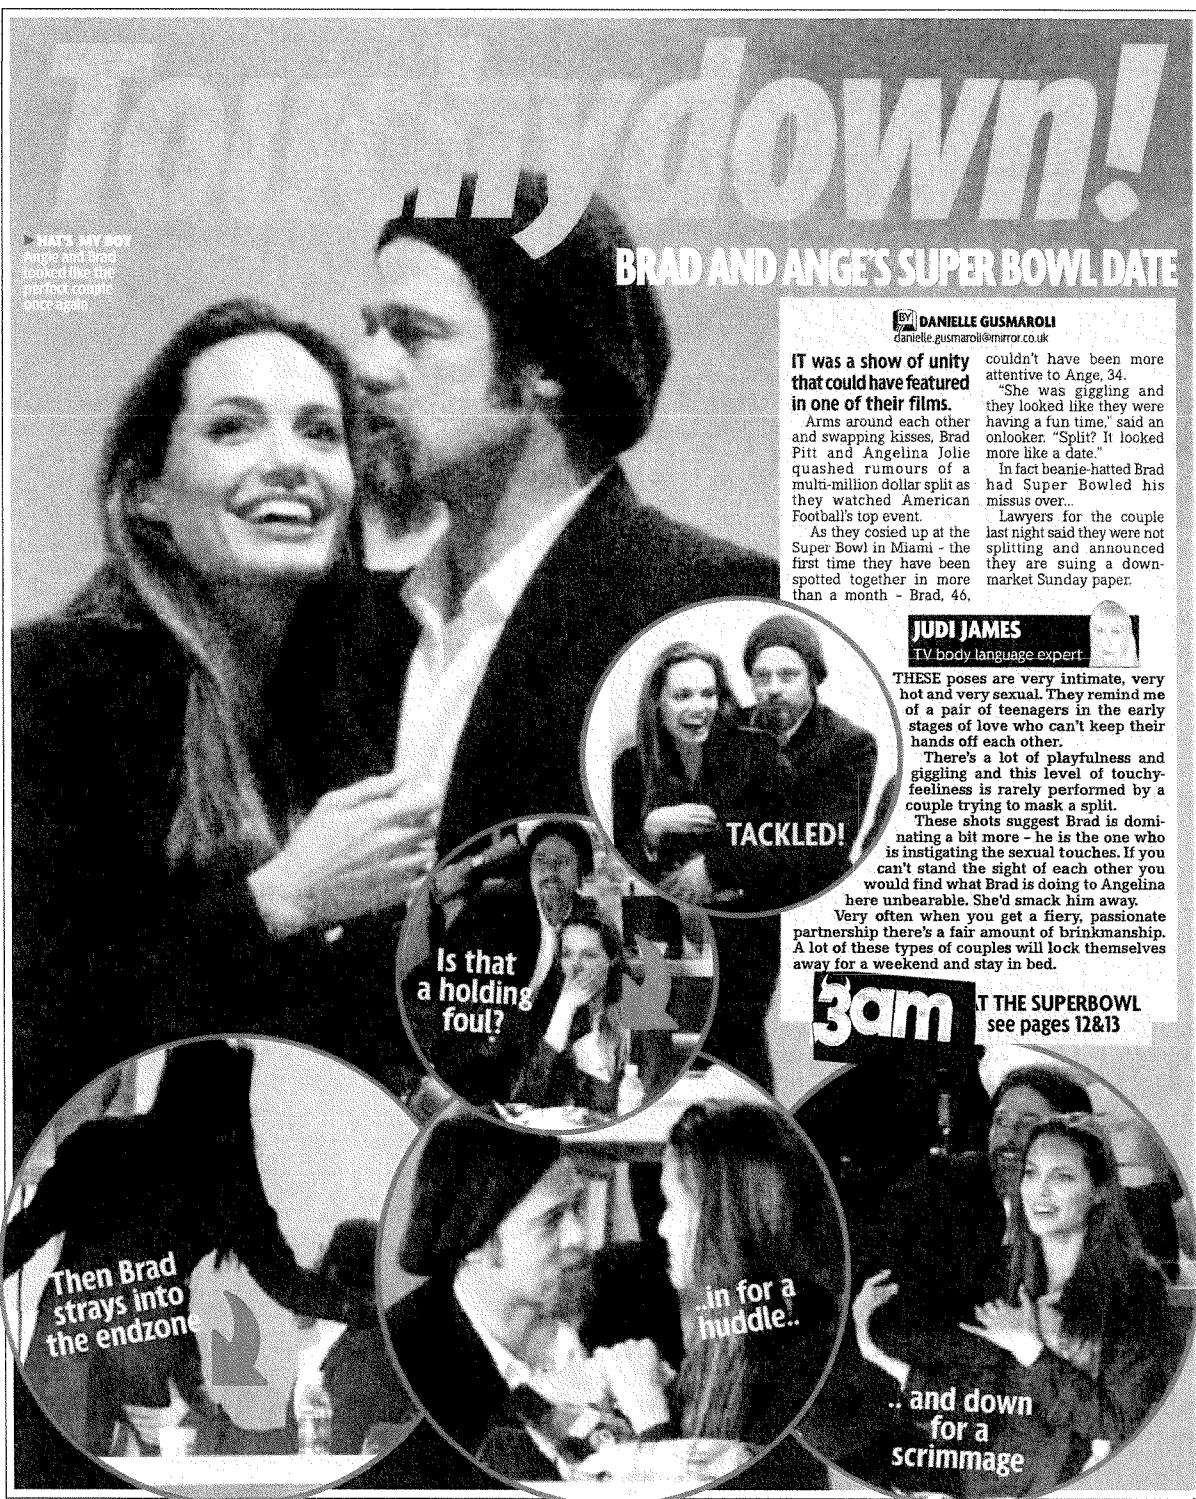 Touchydown!
▶HAT'S MY BOY
Angie and Brad
looked like the
perfect couple
once again
BRAD AND ANGE'S SUPER BOWL DATE
BY DANIELLE GUSMAROLI
danielle.gusmaroli@mirror.co.uk
IT was a show of unity
that could have featured
in one of their films.
Arms around each other
and swapping kisses, Brad
Pitt and Angelina Jolie
quashed rumours of a
multi-million dollar split as
they watched American
Football's top event.
As they cosied up at the
Super Bowl in Miami - the
first time they have been
spotted together in more
than a month - Brad, 46,
couldn't have been more
attentive to Ange, 34.
"She was giggling and
they looked like they were
having a fun time," said an
onlooker. "Split? It looked
more like a date."
In fact beanie-hatted Brad
had Super Bowled his
missus over...
Lawyers for the couple
last night said they were not
splitting and announced
they are suing a down-
market Sunday paper.
JUDI JAMES
TV body language expert
THESE poses are very intimate, very
hot and very sexual. They remind me
of a pair of teenagers in the early
stages of love who can't keep their
hands off each other.
There's a lot of playfulness and
giggling and this level of touchy-
feeliness is rarely performed by a
couple trying to mask a split.
These shots suggest Brad is domi-
nating a bit more - he is the one who
is instigating the sexual touches. If you
can't stand the sight of each other you
would find what Brad is doing to Angelina
here unbearable. She'd smack him away.
Very often when you get a fiery, passionate
partnership there's a fair amount of brinkmanship.
A lot of these types of couples will lock themselves
away for a weekend and stay in bed.
3am AT THE SUPERBOWL
see pages 12&13
TACKLED!
Is that
a holding
foul?
Then Brad
strays into
the endzone
..in for a
huddle..
.. and down
for a
scrimmage